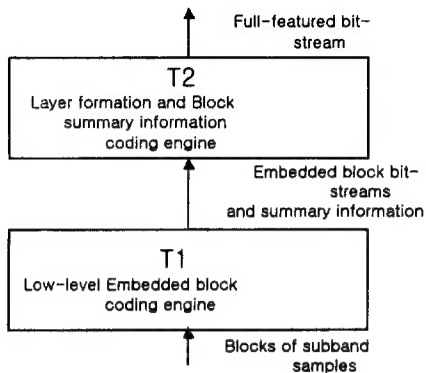 Full-featured bit-
stream
T2
Layer formation and Block
summary information
coding engine
Embedded block bit-
streams
and summary information
T1
Low-level Embedded block
coding engine
Blocks of subband
samples